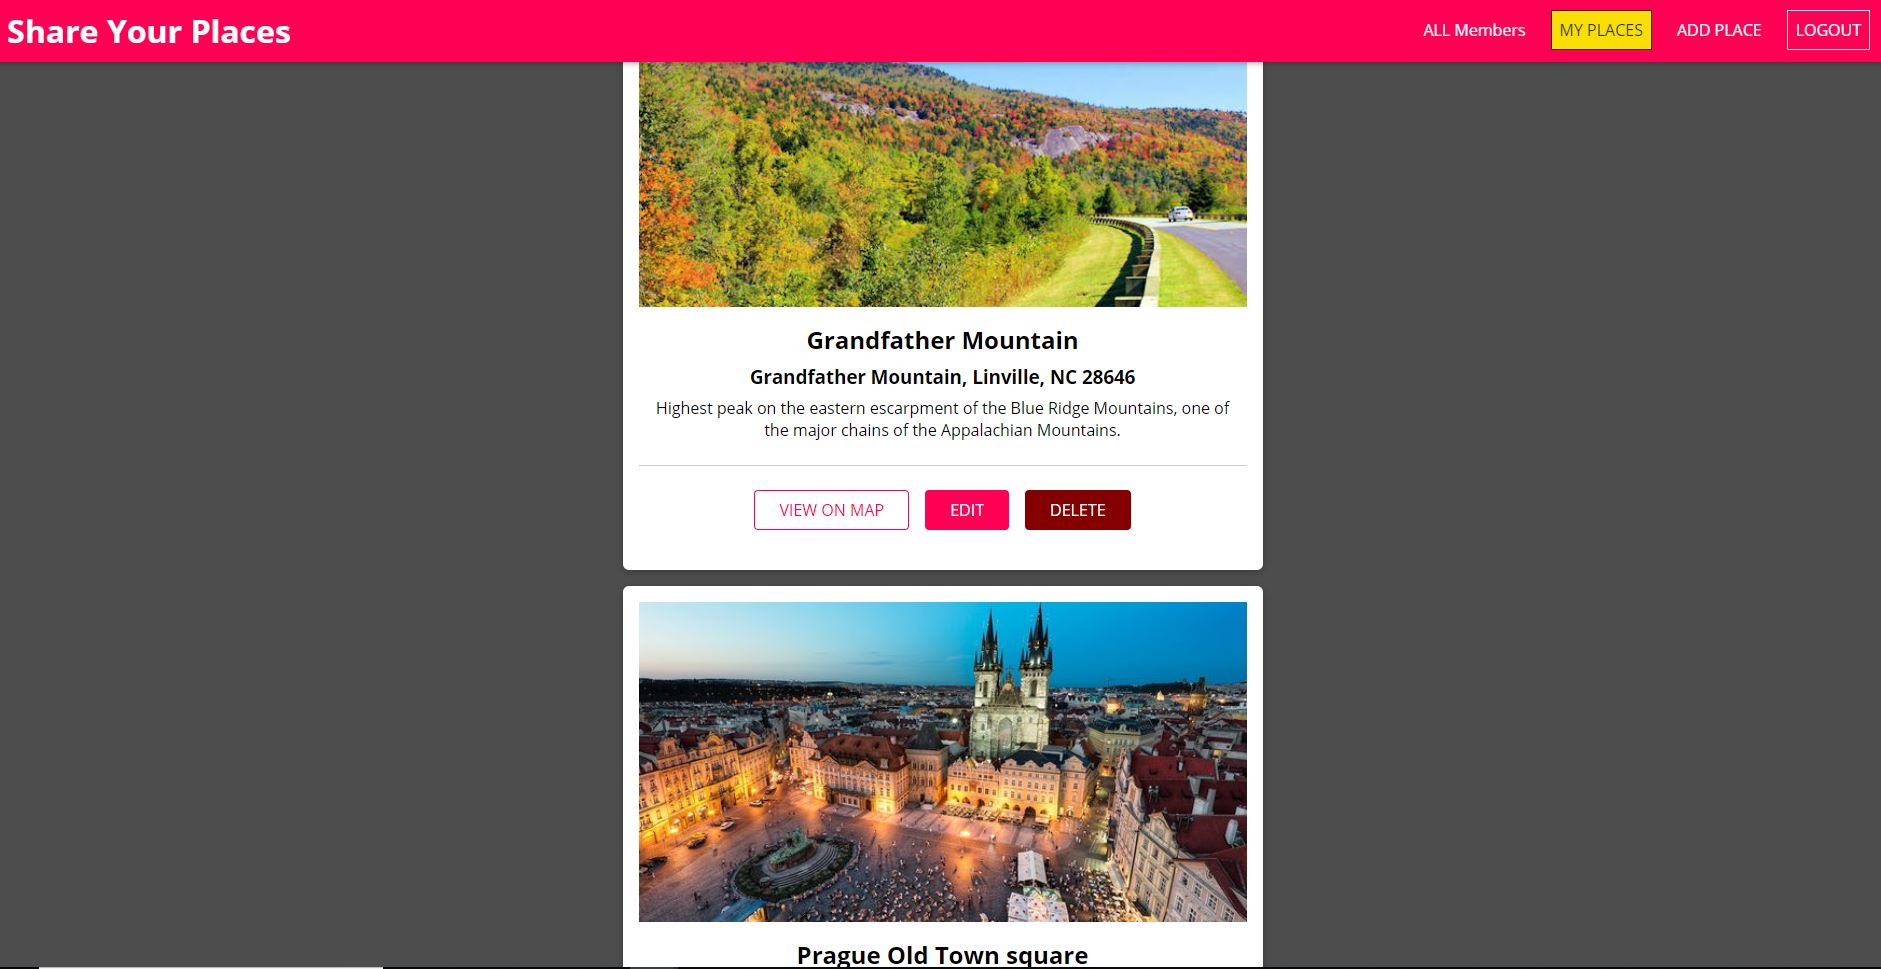 Share Your Places
ALL Members
MY PLACES
ADD PLACE
LOGOUT
Grandfather Mountain
Grandfather Mountain, Linville, NC 28646
Highest peak on the eastern escarpment of the Blue Ridge Mountains, one of
the major chains of the Appalachian Mountains.
VIEW ON MAP
EDIT
DELETE
Prague Old Town square